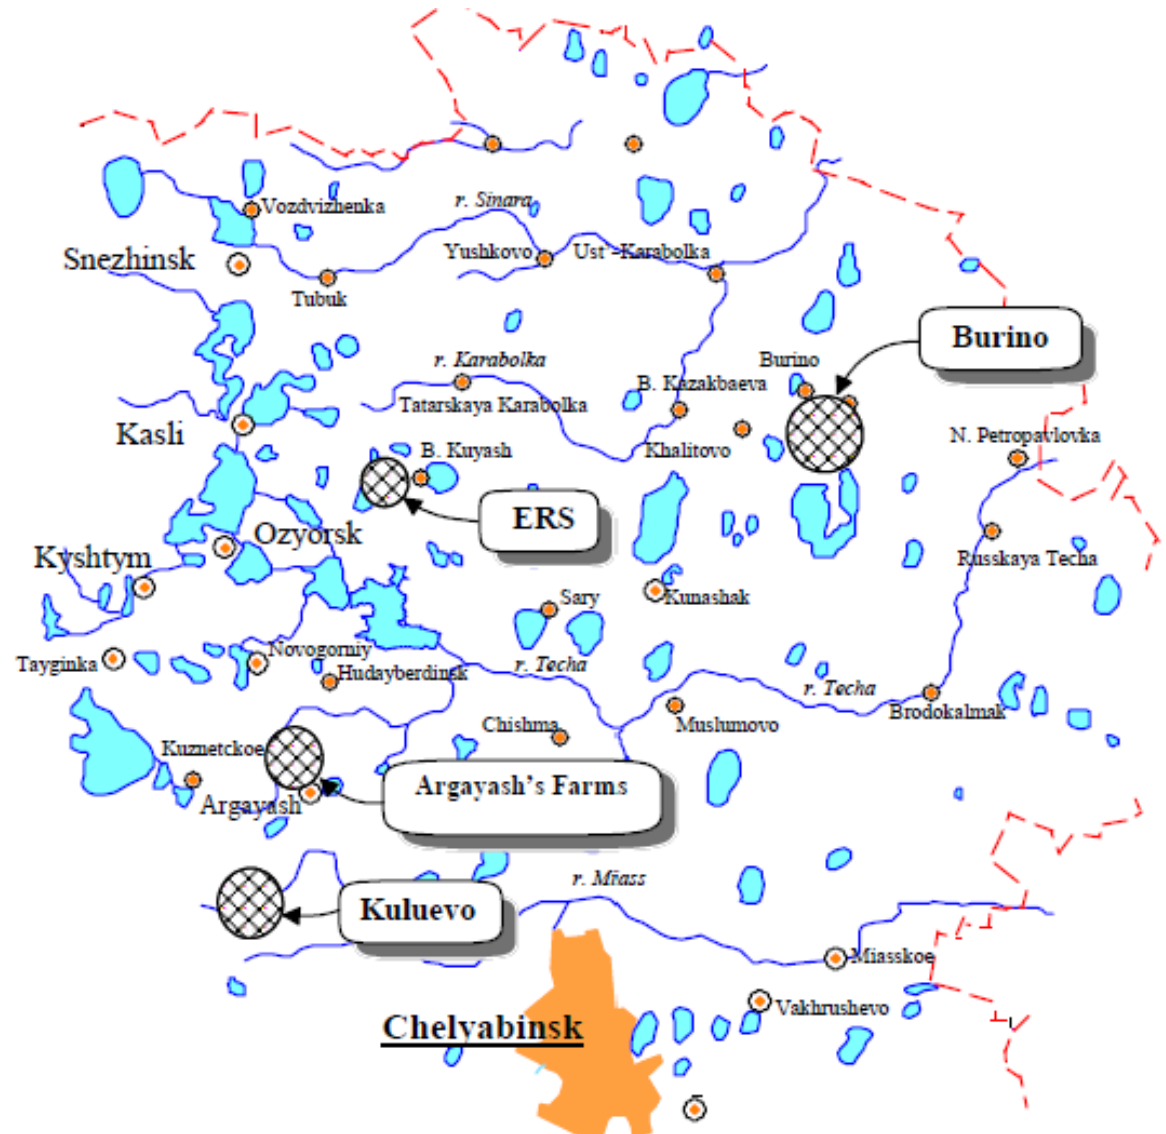 r. Sinara
Vozdvizhenka
Snezhinsk
Yushkovo
Ust'-Karabolka
Tubuk
Burino
r. Karabolka
Burino
B. Kazakbaeva
Tatarskaya Karabolka
Kasli
Khalitovo
N. Petropavlovka
B. Kuyash
ERS
Ozyorsk
Kyshtym
Russkaya Techa
Sary
Kunashak
Novogorniy
Tayginka
r. Techa
Hudayberdinsk
r. Techa
Brodokalmak
Chishma
Muslumovo
Kuznetckoe
Argayash's Farms
Argayash
r. Miass
Kuluevo
Miasskoe
Vakhrushevo
Chelyabinsk